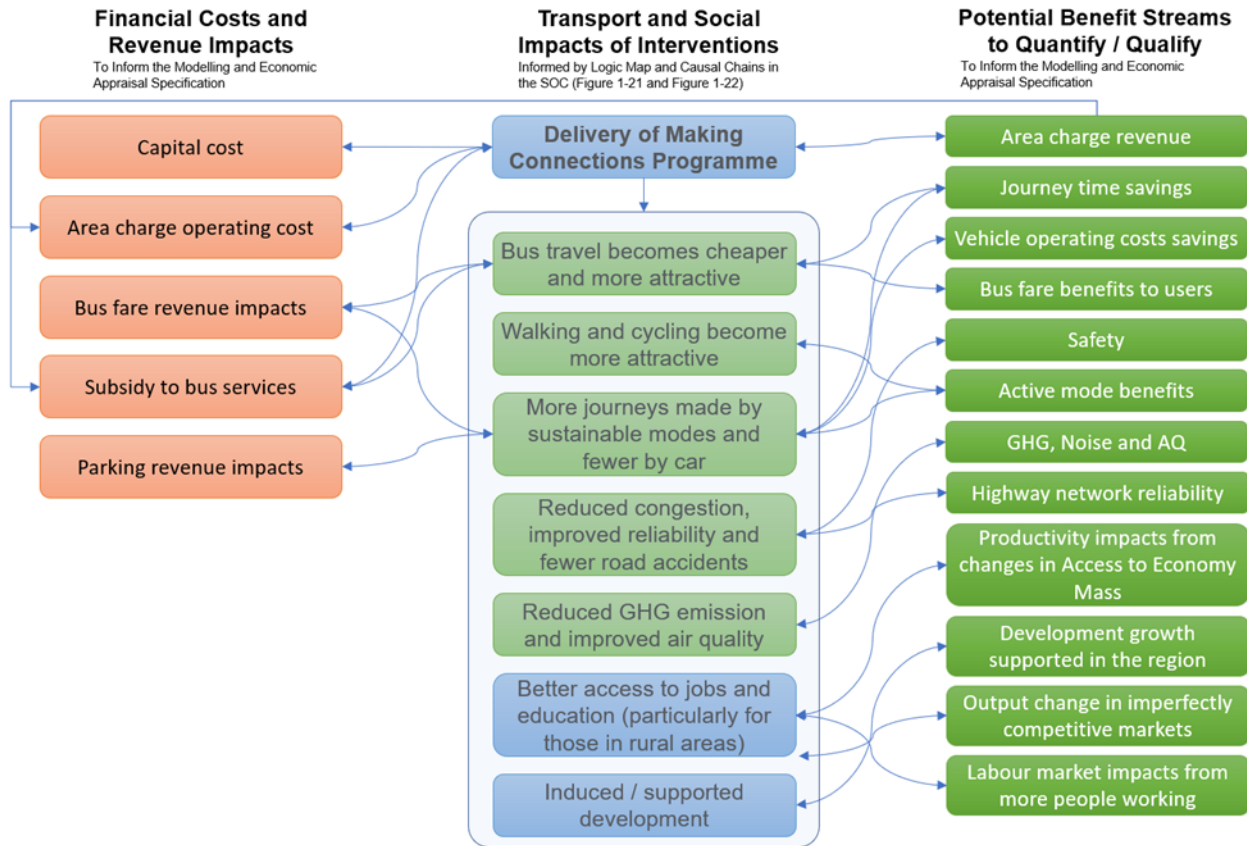 Financial Costs and
Revenue Impacts
To Inform the Modelling and Economic
Appraisal Specification
Capital cost
Area charge operating cost
Bus fare revenue impacts
Subsidy to bus services
Parking revenue impacts
Transport and Social
Impacts of Interventions
Informed by Logic Map and Causal Chains in
the SOC (Figure 1-21 and Figure 1-22)
Delivery of Making
Connections Programme
Bus travel becomes cheaper
and more attractive
Walking and cycling become
more attractive
More journeys made by
sustainable modes and
fewer by car
Reduced congestion,
improved reliability and
fewer road accidents
Reduced GHG emission
and improved air quality
Better access to jobs and
education (particularly for
those in rural areas)
Induced / supported
development
Potential Benefit Streams
to Quantify / Qualify
To Inform the Modelling and Economic
Appraisal Specification
Area charge revenue
Journey time savings
Vehicle operating costs savings
Bus fare benefits to users
Safety
Active mode benefits
GHG, Noise and AQ
Highway network reliability
Productivity impacts from
changes in Access to Economy
Mass
Development growth
supported in the region
Output change in imperfectly
competitive markets
Labour market impacts from
more people working